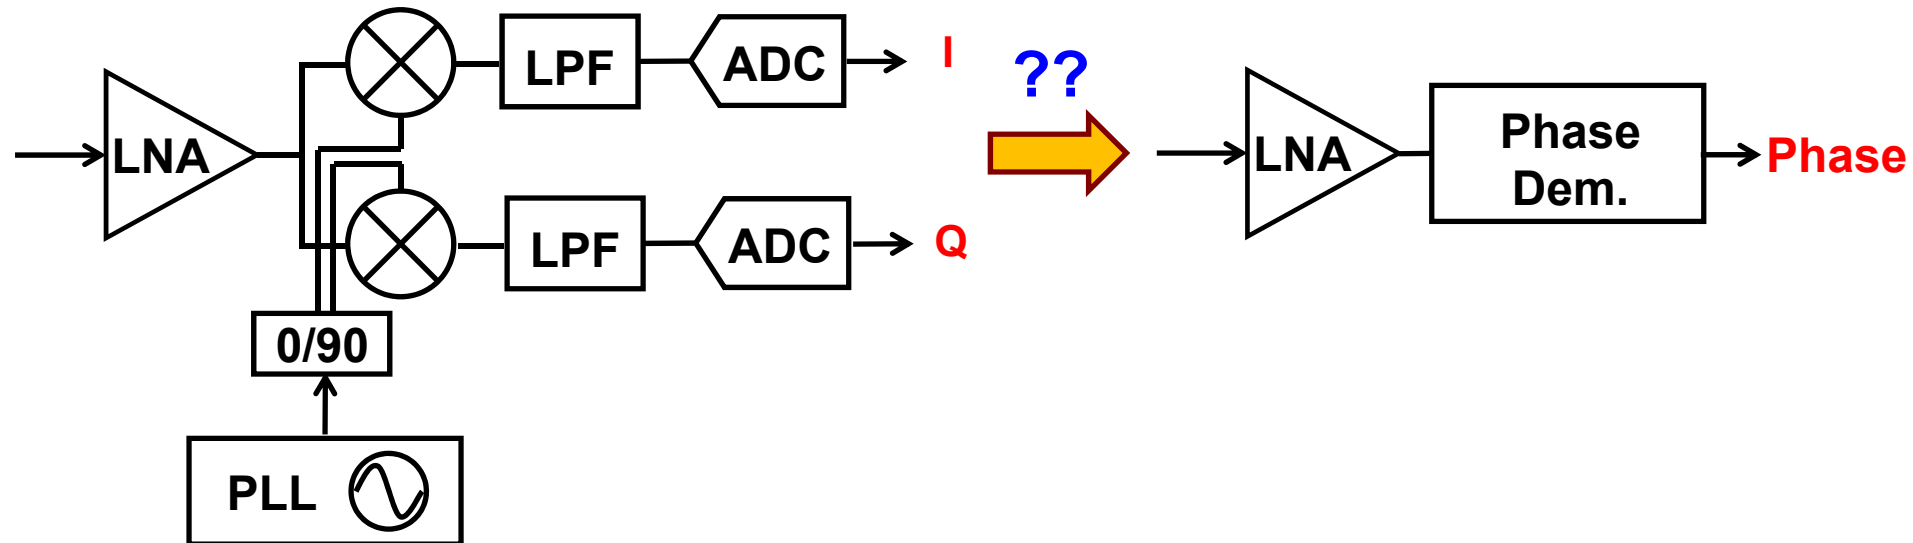 LNA
LPF
ADC
I
LPF
ADC
Q
0/90
PLL
??
LNA
Phase
Dem.
Phase